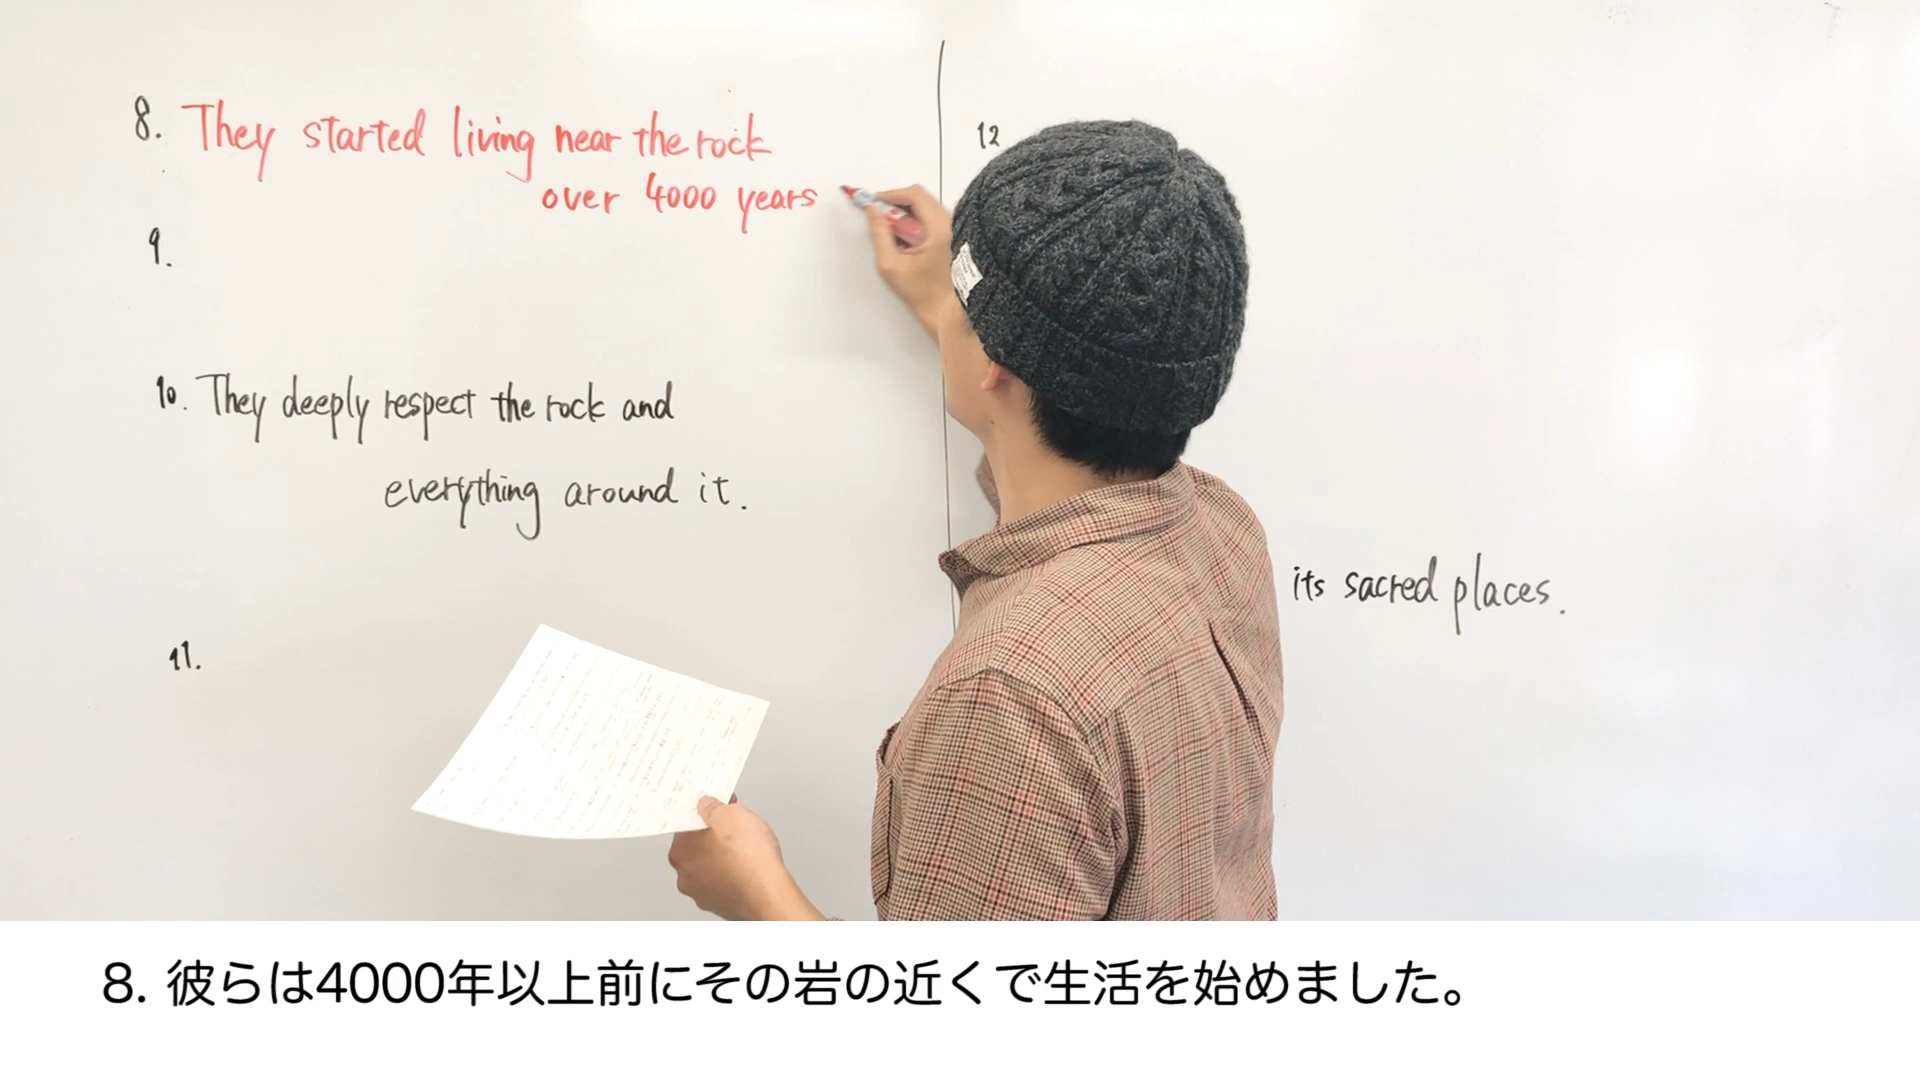 8. They started living near the rock
over 4000 years
9.
10. They deeply respect the rock and
everything around it.
11.
12
its sacred places.
8. 彼らは4000年以上前にその岩の近くで生活を始めました。